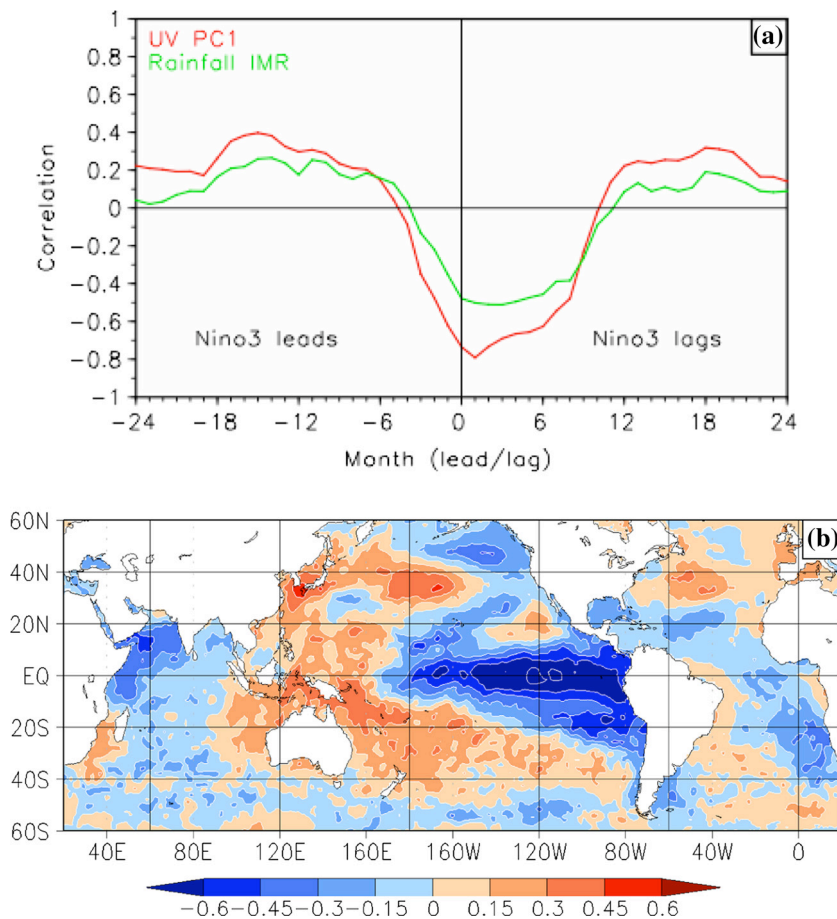 (a)
UV PC1
Rainfall IMR
1
0.8
0.6
0.4
0.2
0
-0.2
-0.4
-0.6
-0.8
-1
Correlation
Nino3 leads
Nino3 lags
-24 -18 -12 -6 0 6 12 18 24
Month (lead/lag)
(b)
60N
40N
20N
EQ
20S
40S
60S
40E 80E 120E 160E 160W 120W 80W 40W 0
-0.6 -0.45 -0.3 -0.15 0 0.15 0.3 0.45 0.6